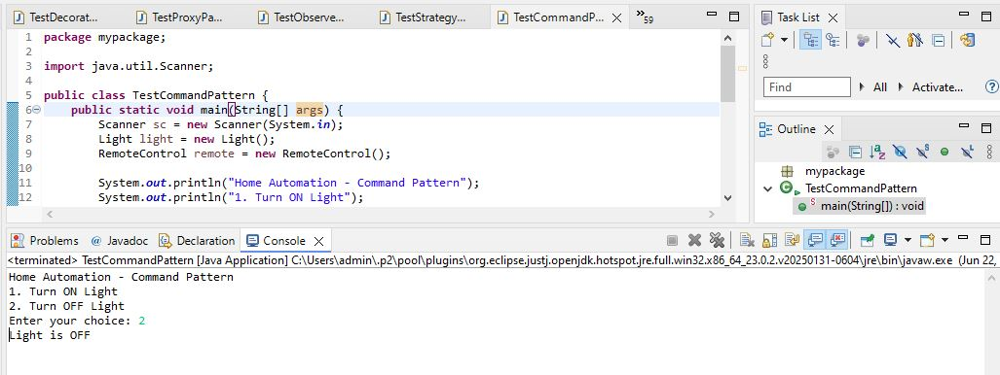 TestDecorat... TestProxyPa... TestObserve... TestStrategy... TestCommandP... 59
1 package mypackage;
2
3 import java.util.Scanner;
4
5 public class TestCommandPattern {
6 public static void main(String[] args) {
7 Scanner sc = new Scanner(System.in);
8 Light light = new Light();
9 RemoteControl remote = new RemoteControl();
10
11 System.out.println("Home Automation - Command Pattern");
12 System.out.println("1. Turn ON Light");
Task List
Find All Activate... ?
Outline
mypackage
TestCommandPattern
main(String[]) : void
Problems Javadoc Declaration Console
<terminated> TestCommandPattern [Java Application] C:\Users\admin\.p2\pool\plugins\org.eclipse.justj.openjdk.hotspot.jre.full.win32.x86_64_23.0.2.v20250131-0604\jre\bin\javaw.exe (Jun 22,
Home Automation - Command Pattern
1. Turn ON Light
2. Turn OFF Light
Enter your choice: 2
Light is OFF